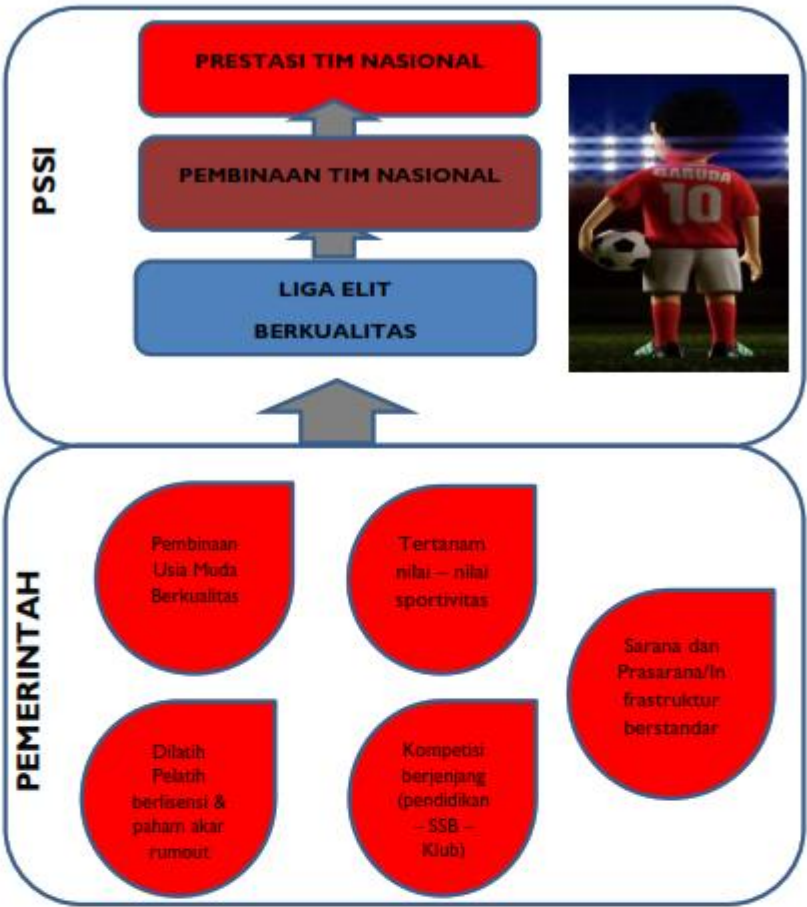 PSSI
PRESTASI TIM NASIONAL
PEMBINAAN TIM NASIONAL
LIGA ELIT
BERKUALITAS
GARUDA
10
PEMERINTAH
Pembinaan
Usia Muda
Berkualitas
Tertanam
nilai – nilai
sportivitas
Sarana dan
Prasarana/In
frastruktur
berstandar
Dilatih
Pelatih
berlisensi &
paham akar
rumout
Kompetisi
berjenjang
(pendidikan
– SSB –
Klub)